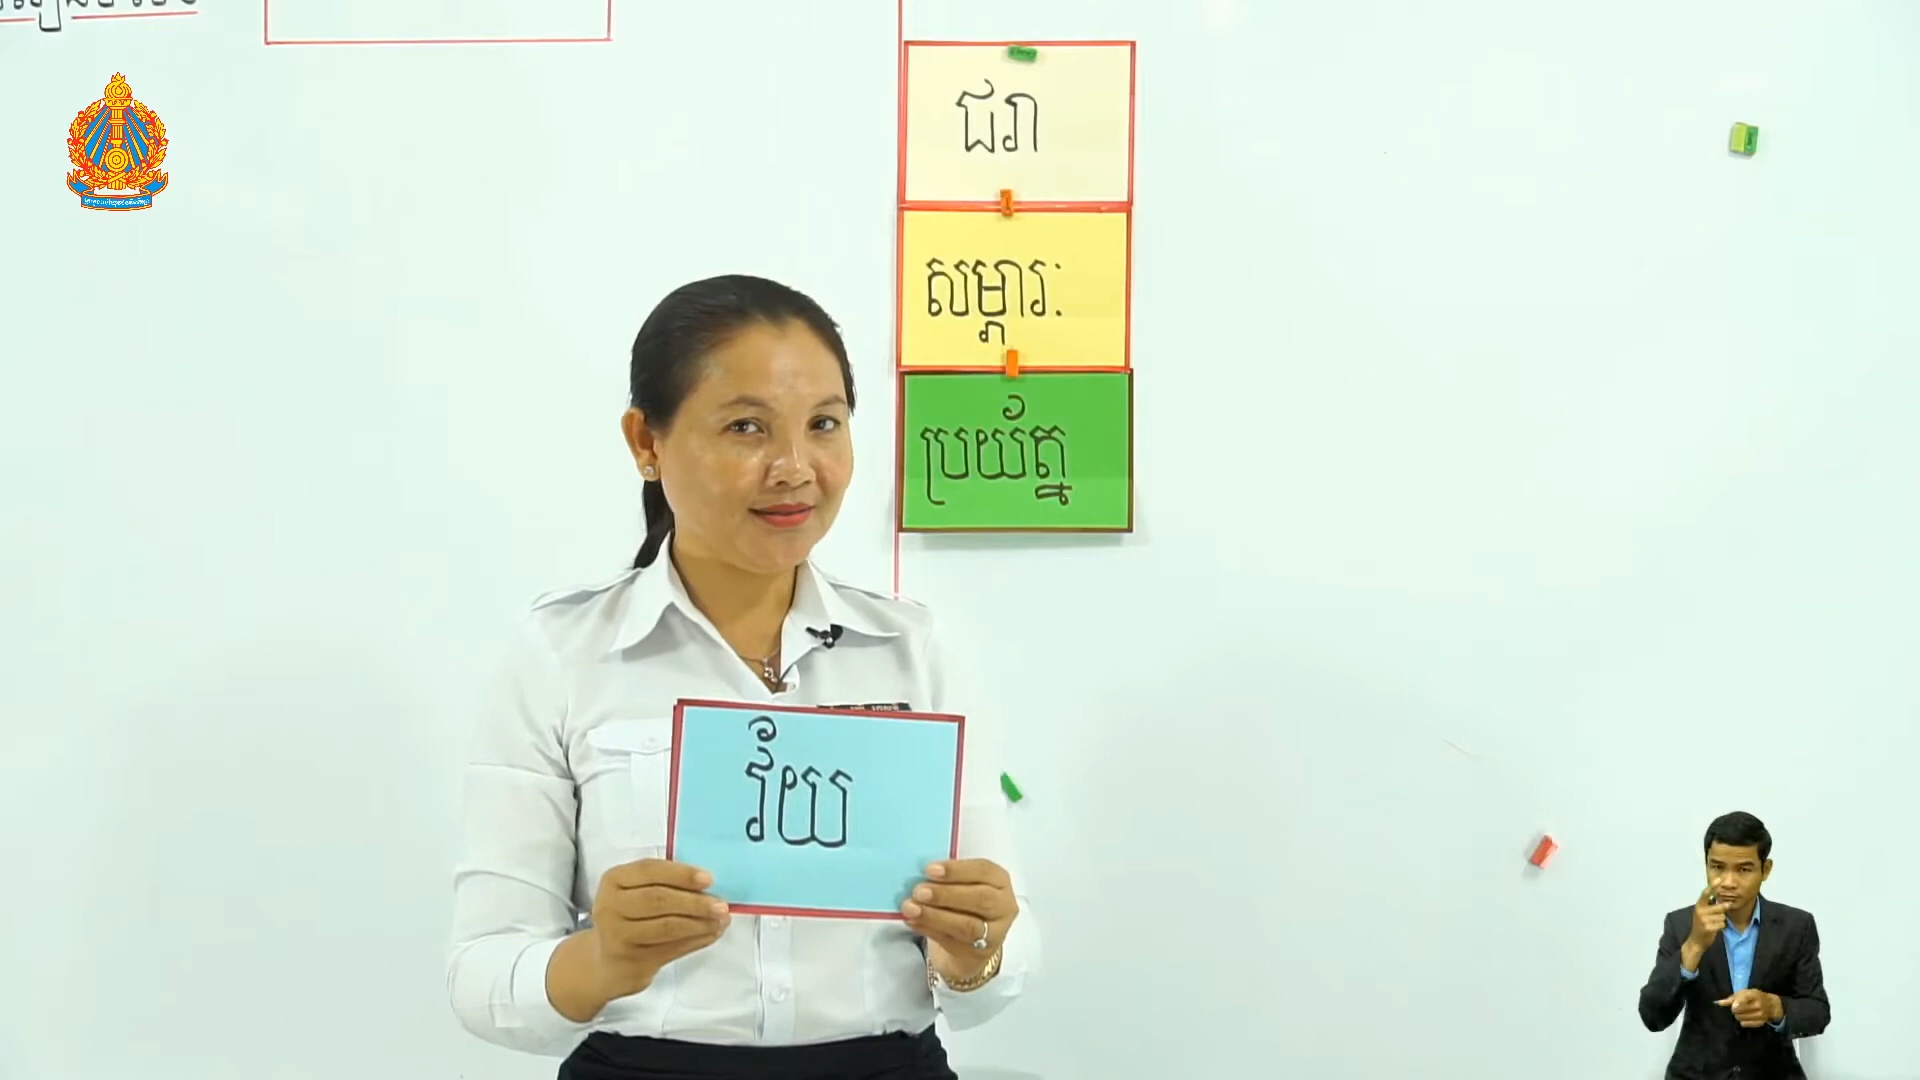 ជរា
សម្ភារៈ
ប្រយ័ត្ន
វ័យ